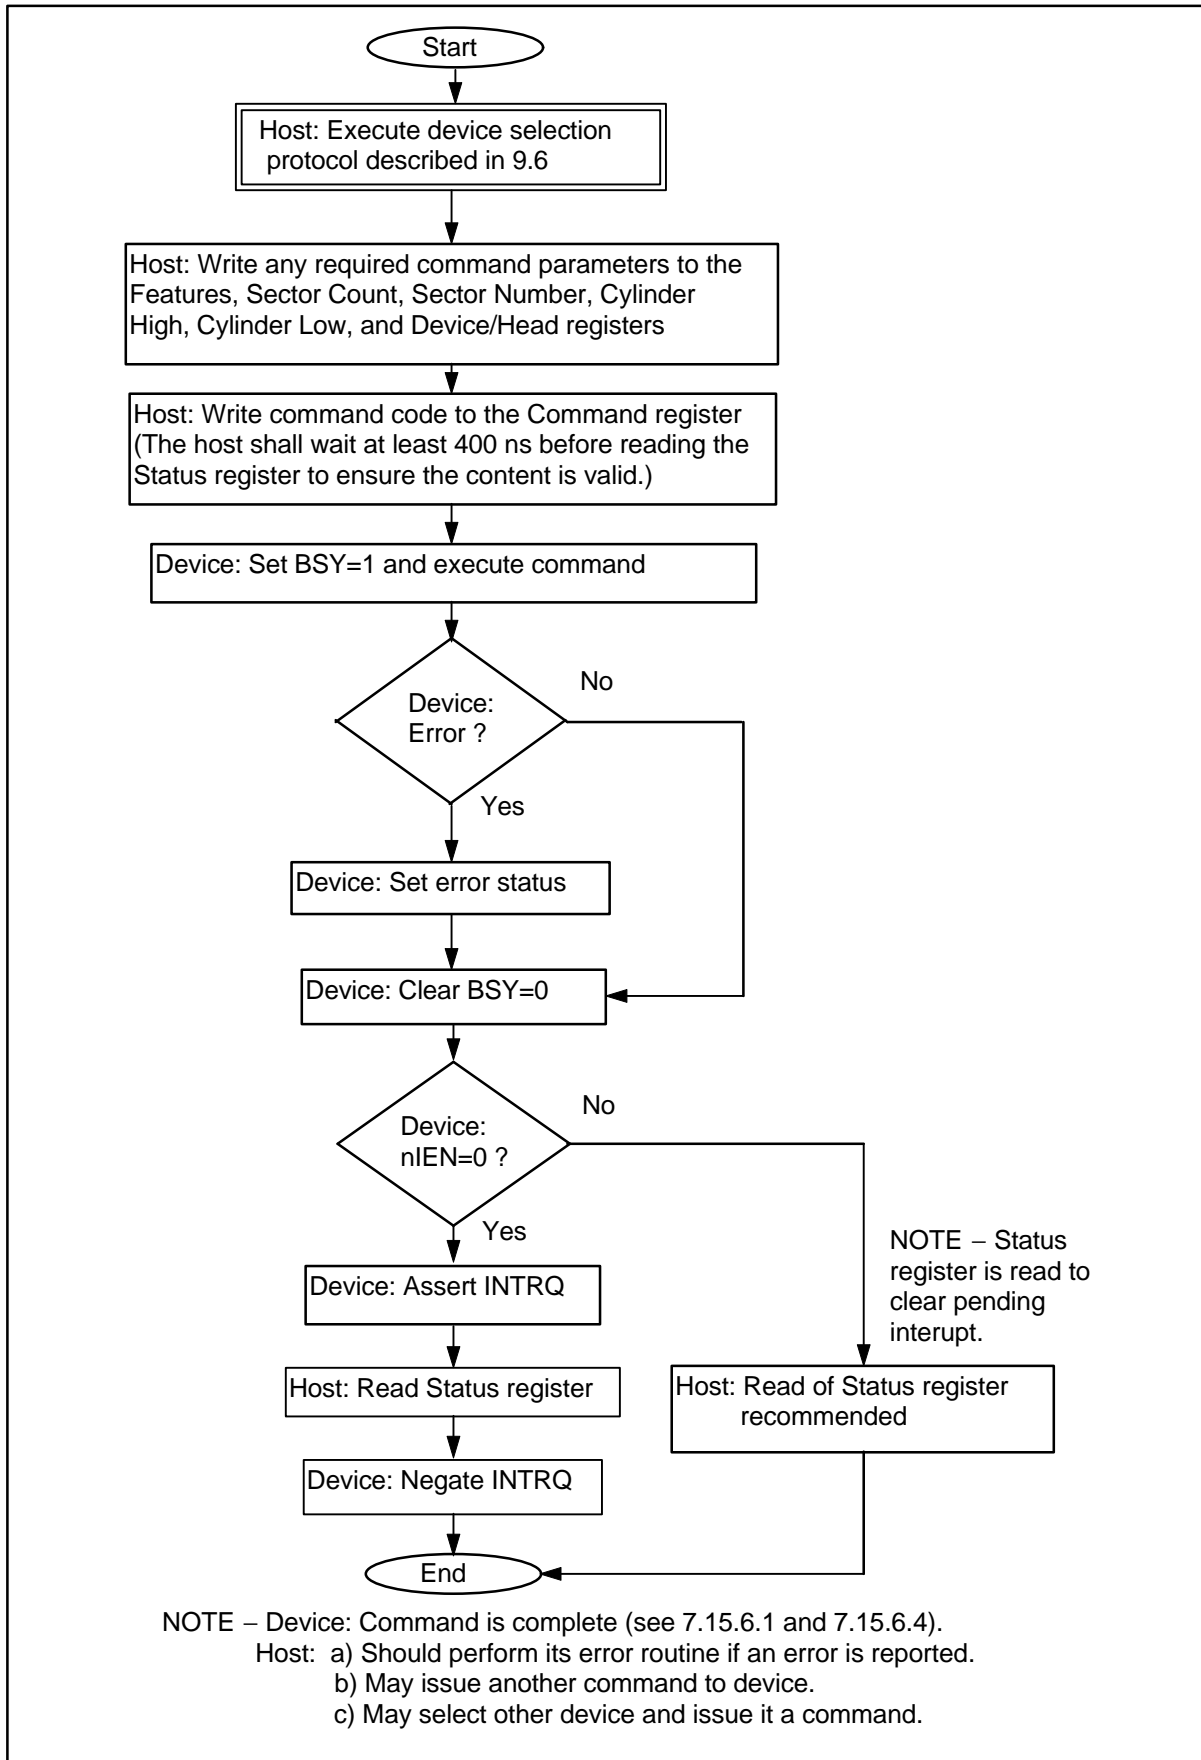 Start
Host: Execute device selection
protocol described in 9.6
Host: Write any required command parameters to the
Features, Sector Count, Sector Number, Cylinder
High, Cylinder Low, and Device/Head registers
Host: Write command code to the Command register
(The host shall wait at least 400 ns before reading the
Status register to ensure the content is valid.)
Device: Set BSY=1 and execute command
Device:
Error ?
No
Yes
Device: Set error status
Device: Clear BSY=0
Device:
nIEN=0 ?
No
Yes
Device: Assert INTRQ
NOTE – Status
register is read to
clear pending
interupt.
Host: Read Status register
Host: Read of Status register
recommended
Device: Negate INTRQ
End
NOTE – Device: Command is complete (see 7.15.6.1 and 7.15.6.4).
Host: a) Should perform its error routine if an error is reported.
b) May issue another command to device.
c) May select other device and issue it a command.